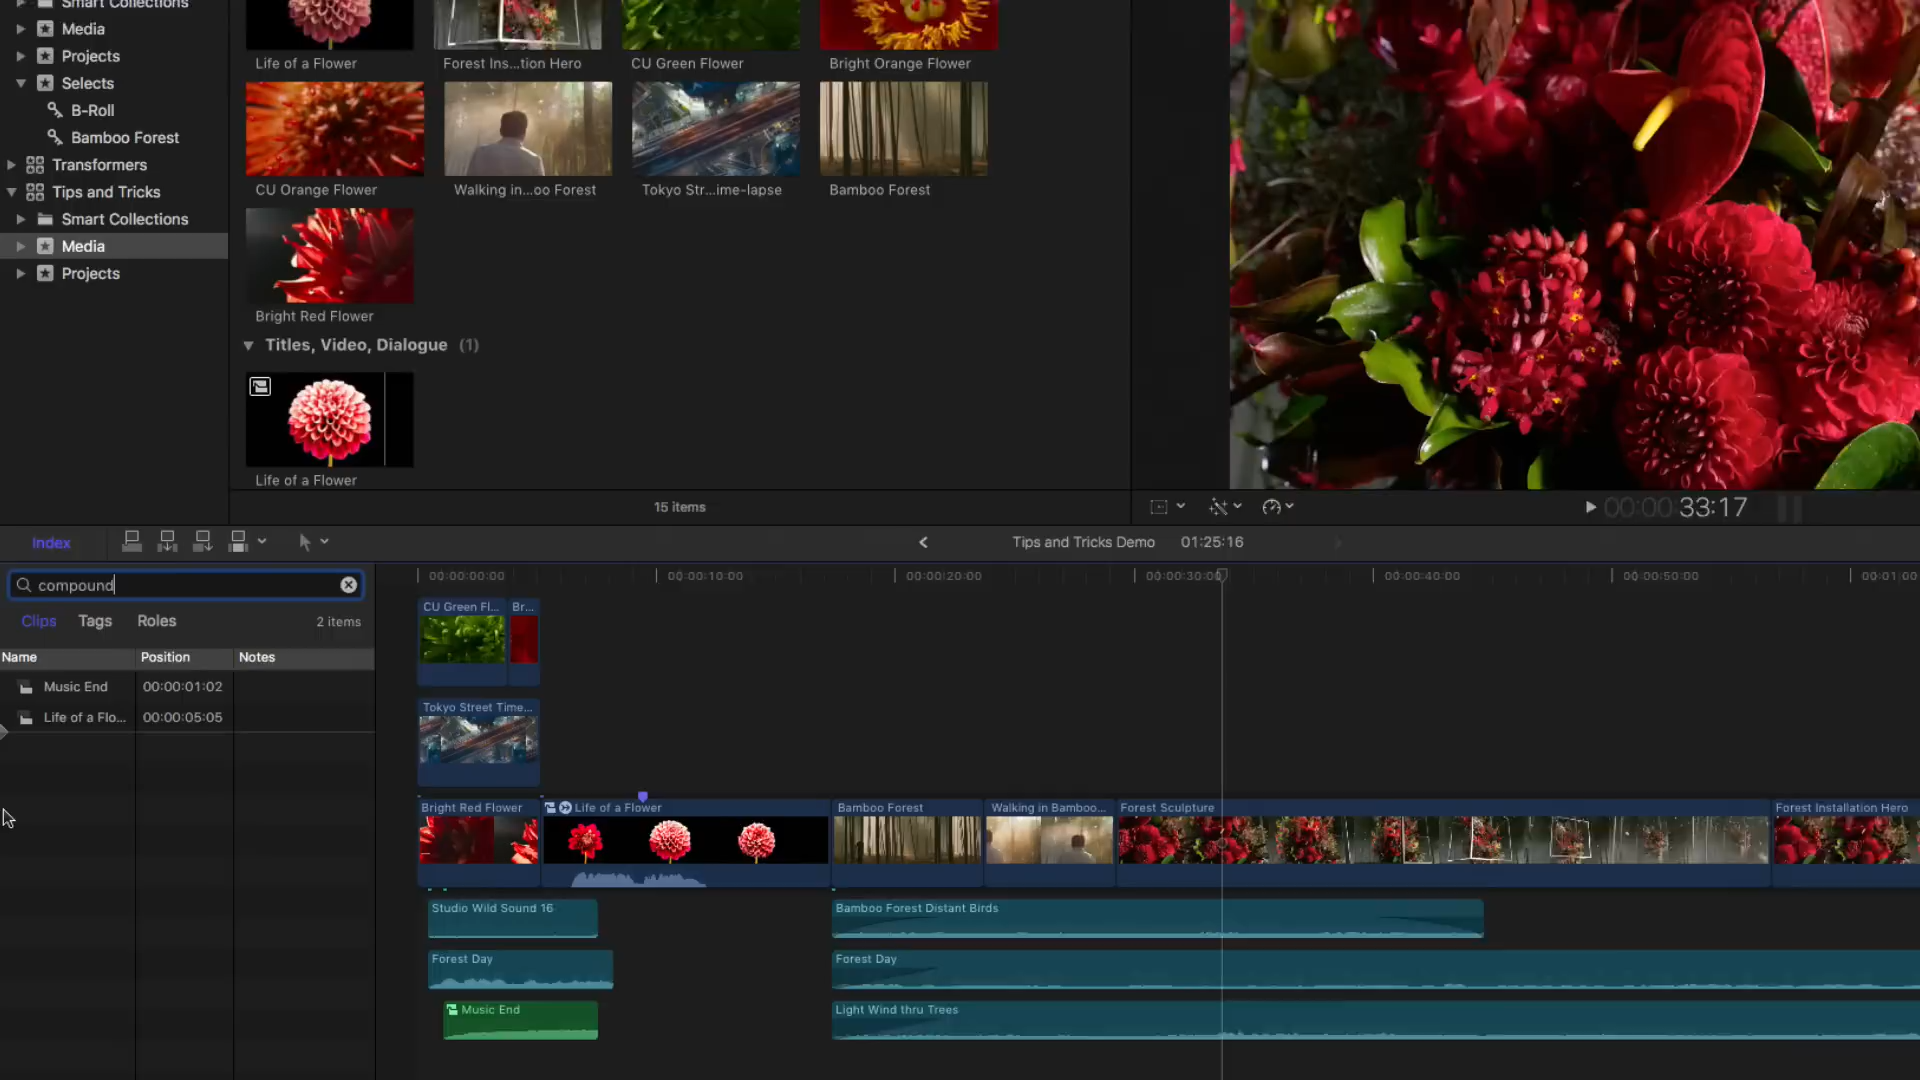 Smart Collections
Media
Projects
Selects
B-Roll
Bamboo Forest
Transformers
Tips and Tricks
Smart Collections
Media
Projects
Life of a Flower
Forest Ins...tion Hero
CU Green Flower
Bright Orange Flower
CU Orange Flower
Walking in...oo Forest
Tokyo Str...ime-lapse
Bamboo Forest
Bright Red Flower
Titles, Video, Dialogue (1)
Life of a Flower
15 items
00:00:33:17
Index
Tips and Tricks Demo 01:25:16
compound
Clips Tags Roles 2 items
Name Position Notes
Music End 00:00:01:02
Life of a Flo... 00:00:05:05
00:00:00:00 00:00:10:00 00:00:20:00 00:00:30:00 00:00:40:00 00:00:50:00 00:01:00
CU Green Fl... Br...
Tokyo Street Time...
Bright Red Flower
Life of a Flower
Bamboo Forest
Walking in Bamboo...
Forest Sculpture
Forest Installation Hero
Studio Wild Sound 16
Bamboo Forest Distant Birds
Forest Day
Forest Day
Music End
Light Wind thru Trees